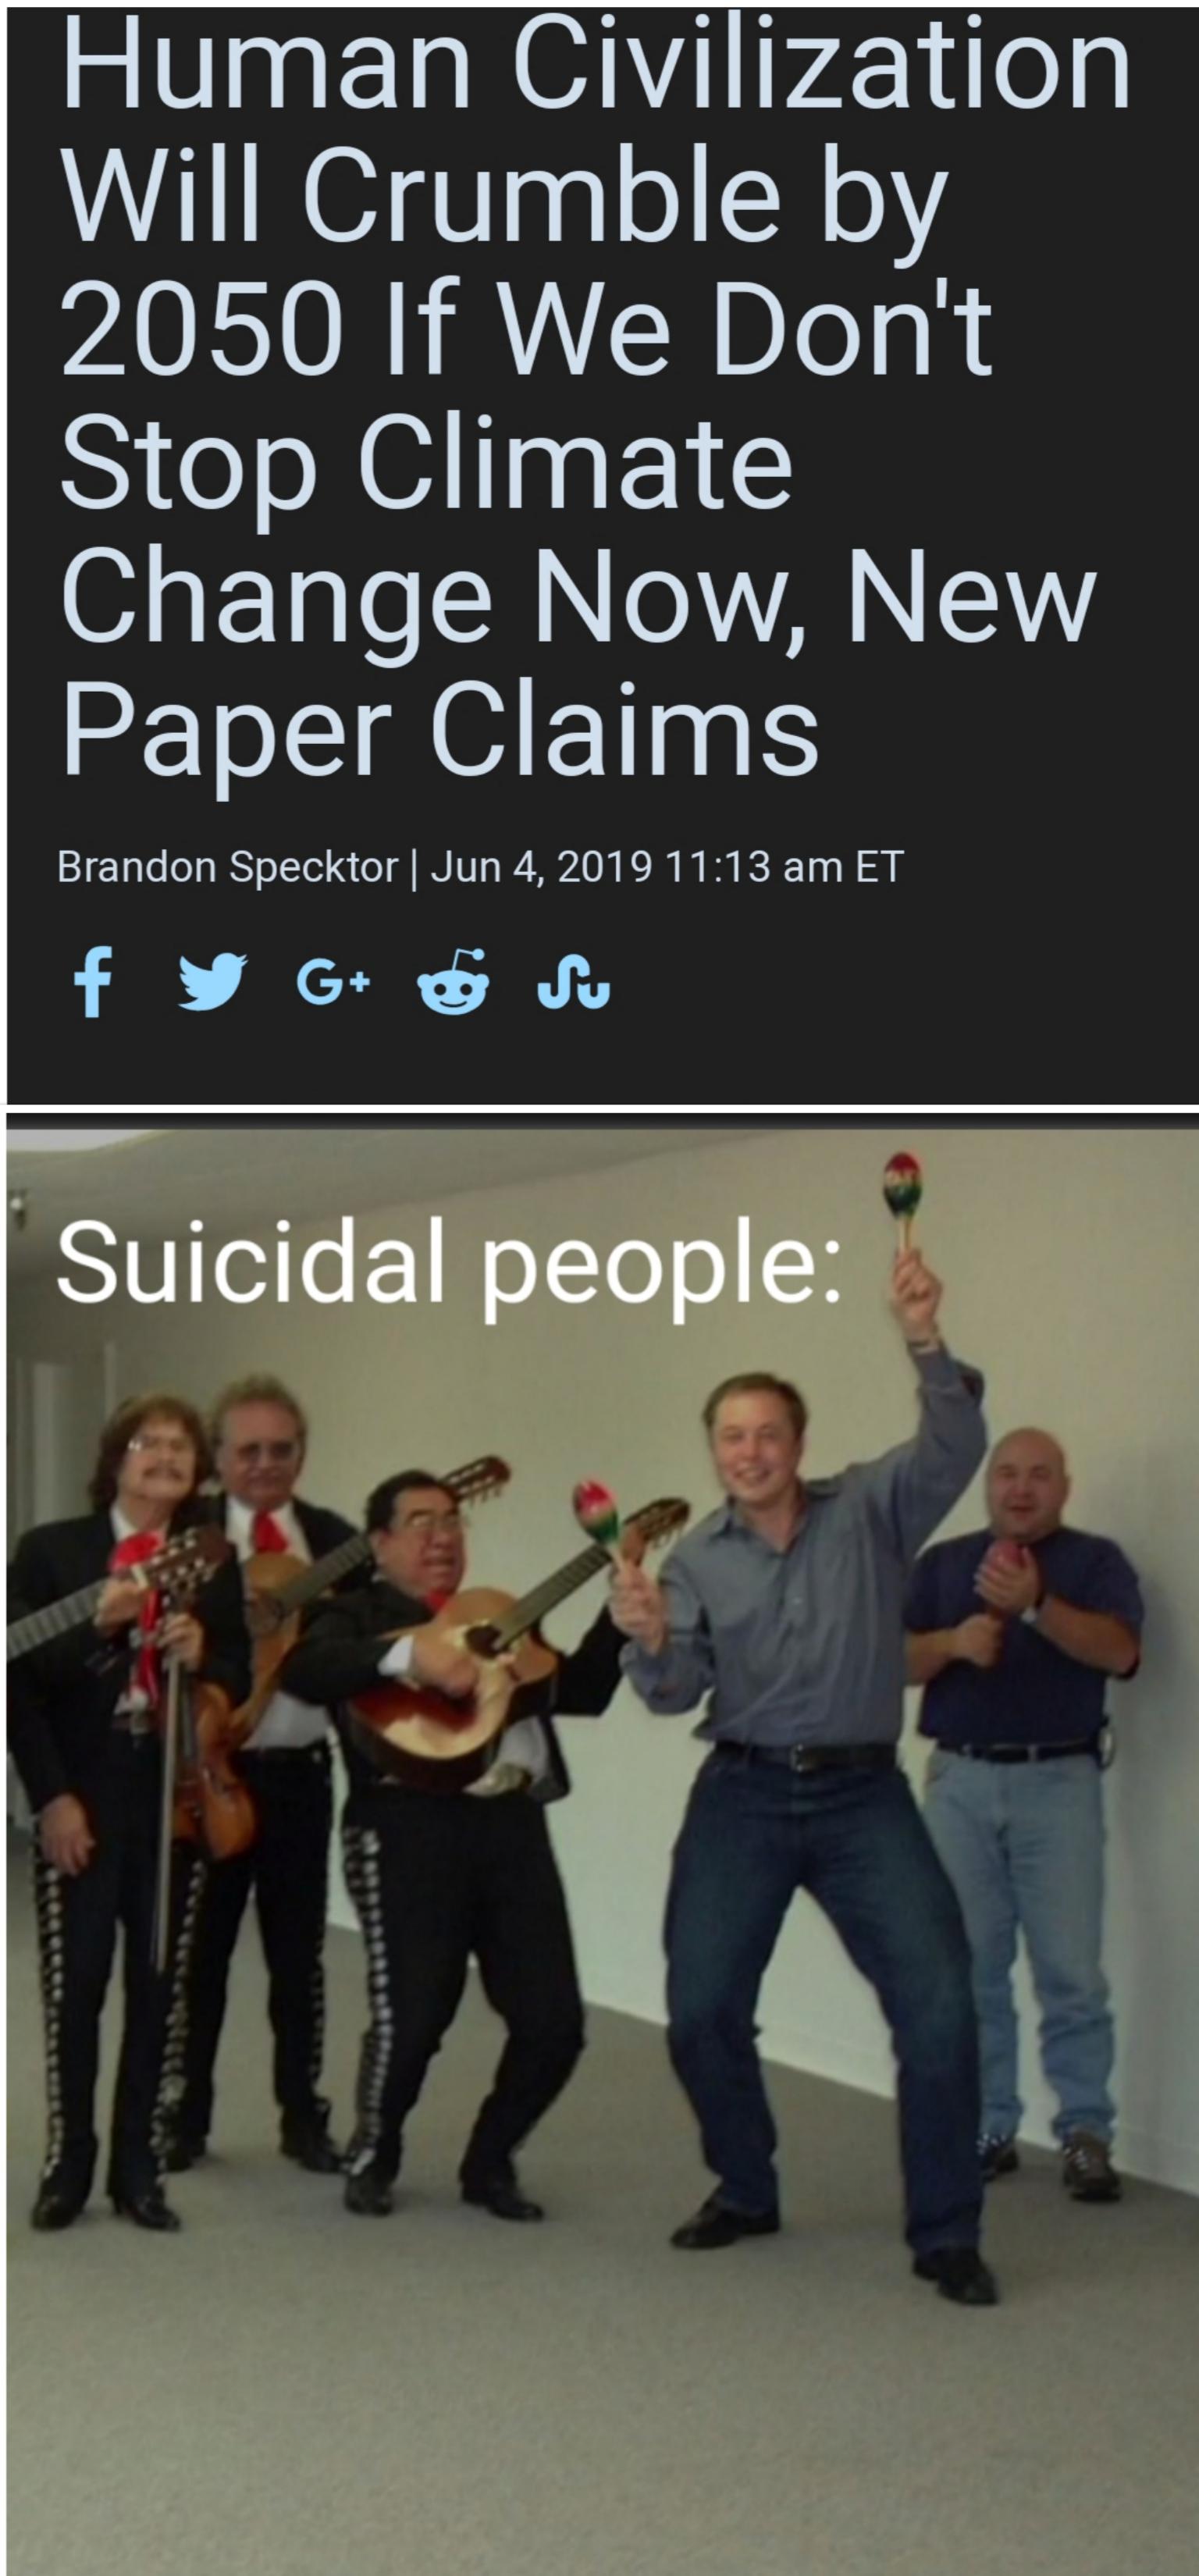 Human Civilization
Will Crumble by
2050 If We Don't
Stop Climate
Change Now, New
Paper Claims
Brandon Specktor | Jun 4, 2019 11:13 am ET
Suicidal people: